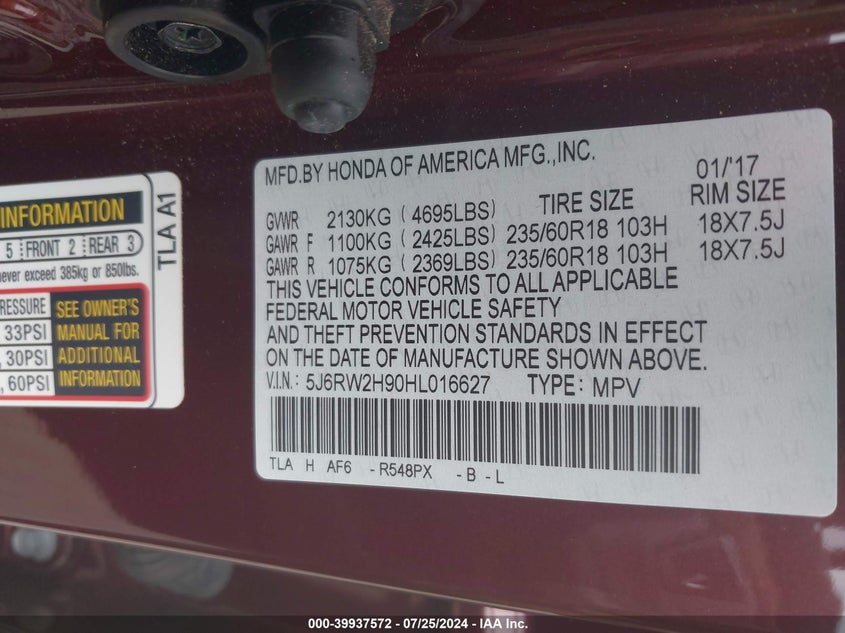 INFORMATION
5 FRONT 2 REAR 3
never exceed 385kg or 850lbs.
PRESSURE
33PSI
30PSI
60PSI
SEE OWNER'S
MANUAL FOR
ADDITIONAL
INFORMATION
TLA A1
MFD.BY HONDA OF AMERICA MFG.,INC. 01/'17
TIRE SIZE RIM SIZE
GVWR 2130KG ( 4695LBS)
GAWR F 1100KG ( 2425LBS) 235/60R18 103H 18X7.5J
GAWR R 1075KG ( 2369LBS) 235/60R18 103H 18X7.5J
THIS VEHICLE CONFORMS TO ALL APPLICABLE
FEDERAL MOTOR VEHICLE SAFETY
AND THEFT PREVENTION STANDARDS IN EFFECT
ON THE DATE OF MANUFACTURE SHOWN ABOVE.
V.I.N.: 5J6RW2H90HL016627 TYPE: MPV
TLA H AF6 - R548PX - B - L
000-39937572 — 07/25/2024 — IAA Inc.